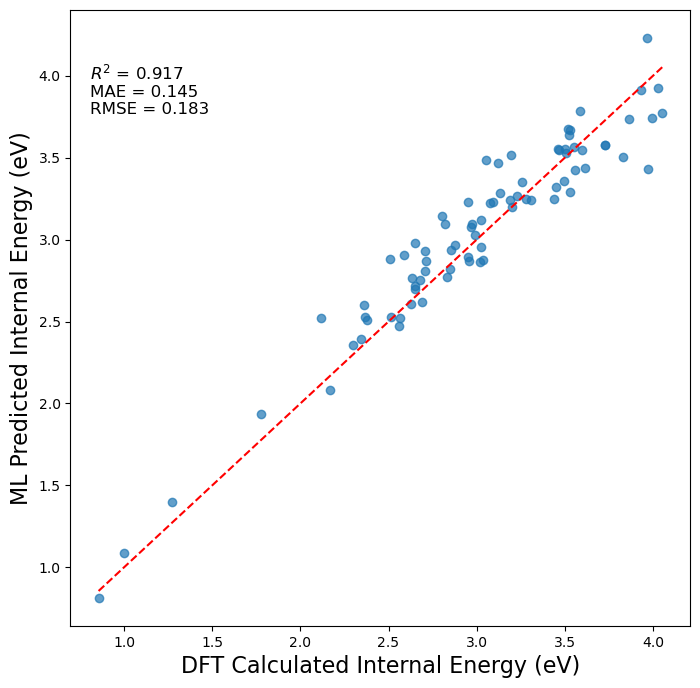 R² = 0.917
MAE = 0.145
RMSE = 0.183
ML Predicted Internal Energy (eV)
4.0
3.5
3.0
2.5
2.0
1.5
1.0
1.0 1.5 2.0 2.5 3.0 3.5 4.0
DFT Calculated Internal Energy (eV)